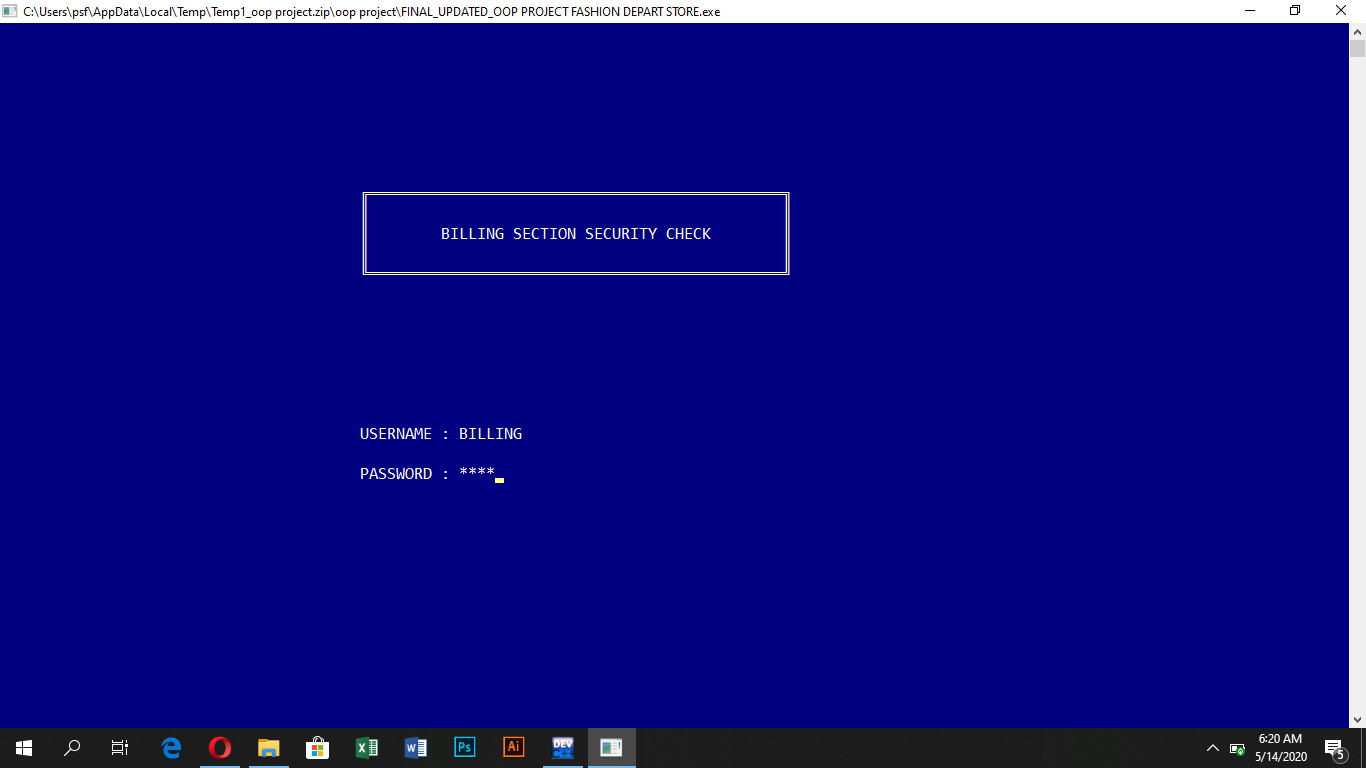 C:\Users\psf\AppData\Local\Temp\Temp1_oop project.zip\oop project\FINAL_UPDATED_OOP PROJECT FASHION DEPART STORE.exe
BILLING SECTION SECURITY CHECK
USERNAME : BILLING
PASSWORD : ****
Ps
Ai
DEV
6:20 AM
5/14/2020
5